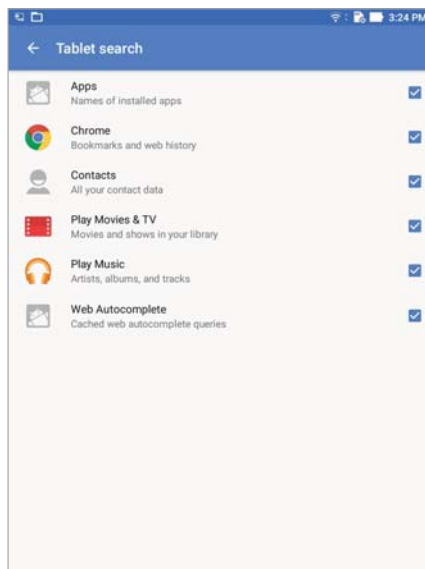 3:24 PM
Tablet search
Apps
Names of installed apps
Chrome
Bookmarks and web history
Contacts
All your contact data
Play Movies & TV
Movies and shows in your library
Play Music
Artists, albums, and tracks
Web Autocomplete
Cached web autocomplete queries